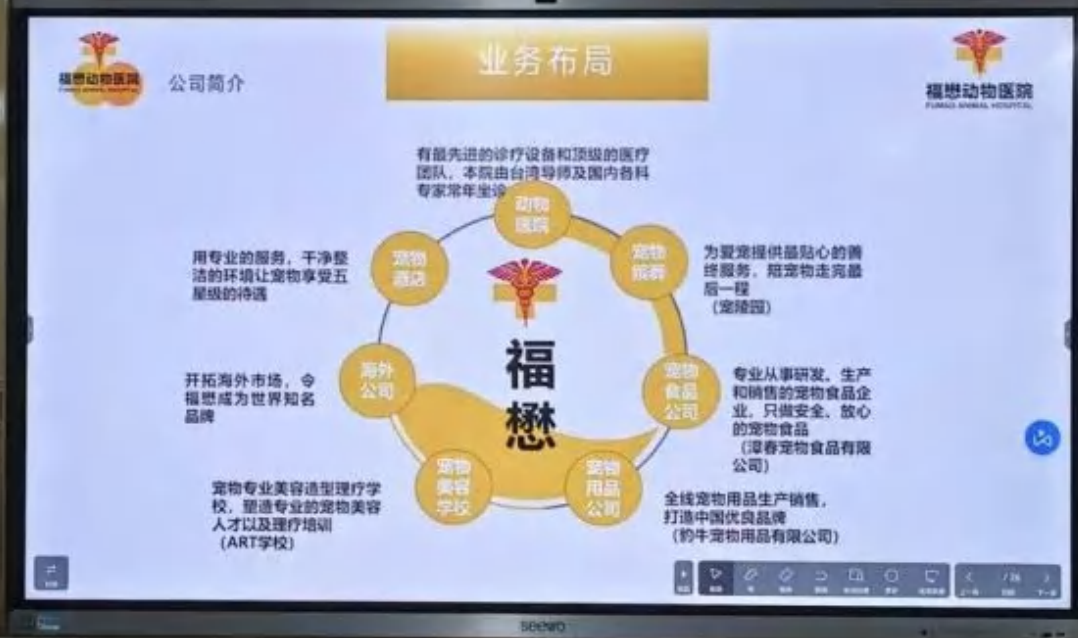 福懋动物医院
FUMAO ANIMAL HOSPITAL
公司简介
业务布局
福懋动物医院
FUMAO ANIMAL HOSPITAL
有最先进的诊疗设备和顶级的医疗
团队，本院由台湾导师及国内各科
专家常年坐诊
动物
医院
宠物
酒店
用专业的服务，干净整
洁的环境让宠物享受五
星级的待遇
宠物
殡葬
为爱宠提供最贴心的善
终服务，陪宠物走完最
后一程
（宠陵园）
福
懋
海外
公司
开拓海外市场，令
福懋成为世界知名
品牌
宠物
食品
公司
专业从事研发、生产
和销售的宠物食品企
业，只做安全、放心
的宠物食品
（漳春宠物食品有限
公司）
宠物
美容
学校
宠物专业美容造型理疗学
校，塑造专业的宠物美容
人才以及理疗培训
（ART学校）
宠物
用品
公司
全线宠物用品生产销售，
打造中国优良品牌
（豹牛宠物用品有限公司）
/ 26
seewo